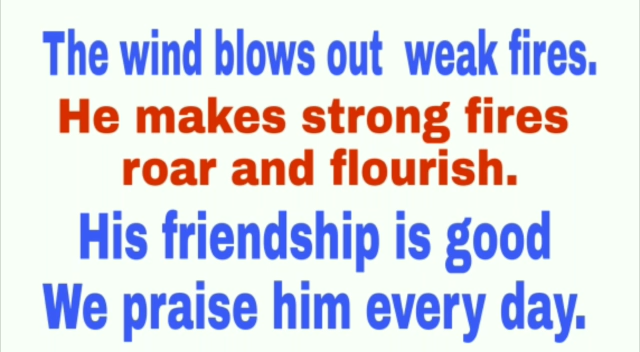 The wind blows out weak fires.
He makes strong fires
roar and flourish.
His friendship is good
We praise him every day.